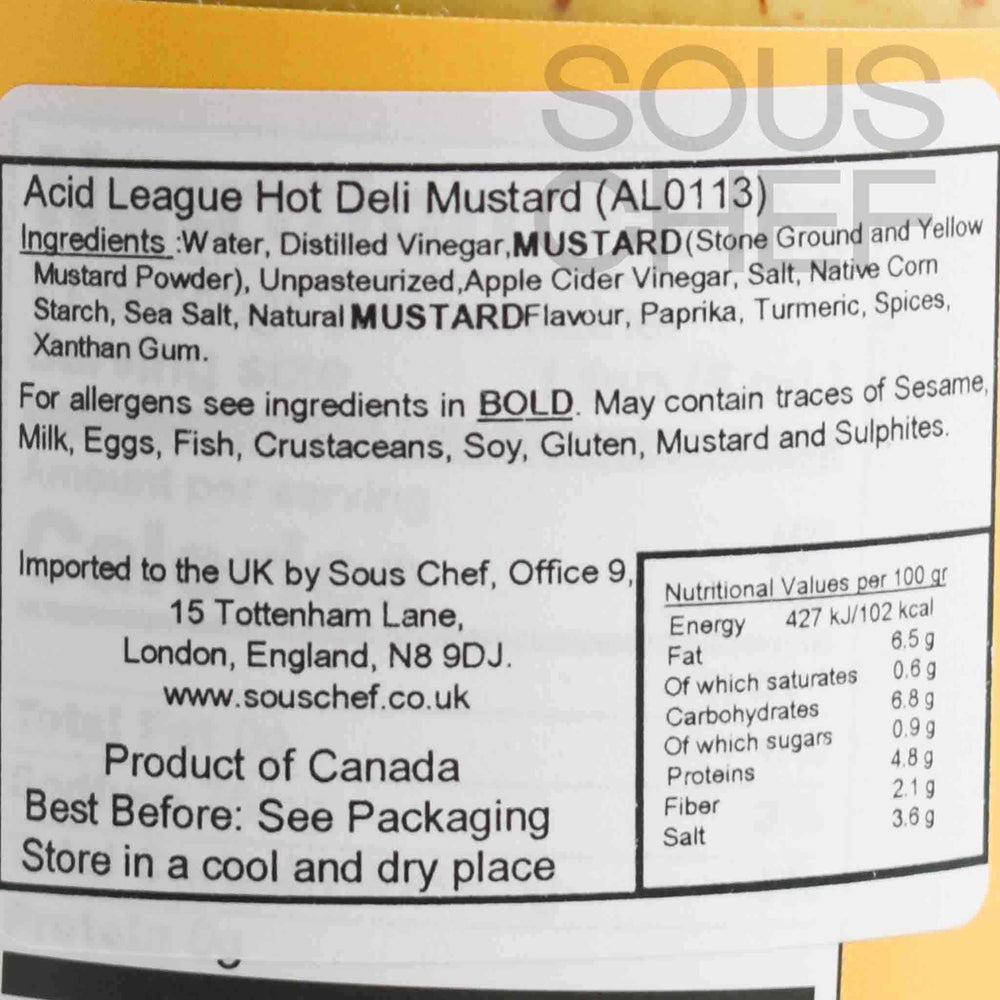 SOUS
CHEF
Acid League Hot Deli Mustard (AL0113)
Ingredients :Water, Distilled Vinegar,MUSTARD(Stone Ground and Yellow
Mustard Powder), Unpasteurized,Apple Cider Vinegar, Salt, Native Corn
Starch, Sea Salt, Natural MUSTARDFlavour, Paprika, Turmeric, Spices,
Xanthan Gum.
For allergens see ingredients in BOLD. May contain traces of Sesame,
Milk, Eggs, Fish, Crustaceans, Soy, Gluten, Mustard and Sulphites.
Imported to the UK by Sous Chef, Office 9,
15 Tottenham Lane,
London, England, N8 9DJ.
www.souschef.co.uk
Product of Canada
Best Before: See Packaging
Store in a cool and dry place
Nutritional Values per 100 gr
Energy 427 kJ/102 kcal
Fat 6.5 g
Of which saturates 0.6 g
Carbohydrates 6.8 g
Of which sugars 0.9 g
Proteins 4.8 g
Fiber 2.1 g
Salt 3.6 g